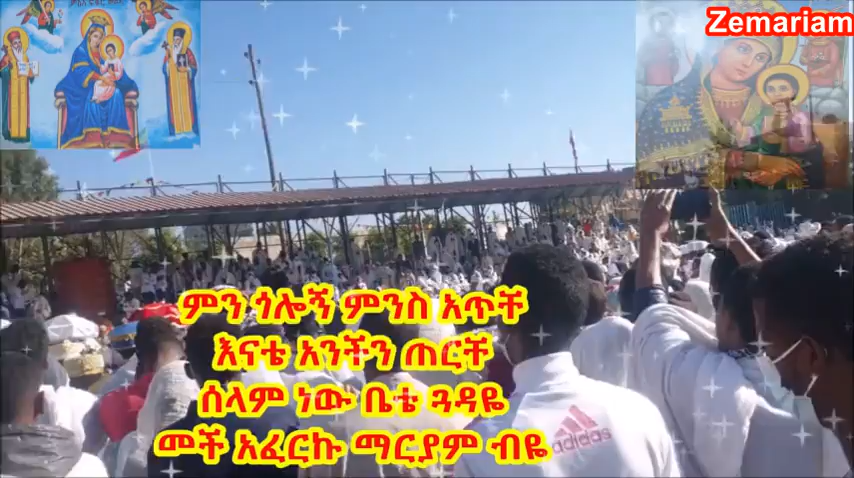 Zemariam
ምን ጎሎኝ ምንስ አጥቸ
እናቴ አንችን ጠርቸ
ሰላም ነው ቤቴ ጓዳዬ
መች አፈርኩ ማርያም ብዬ
adidas